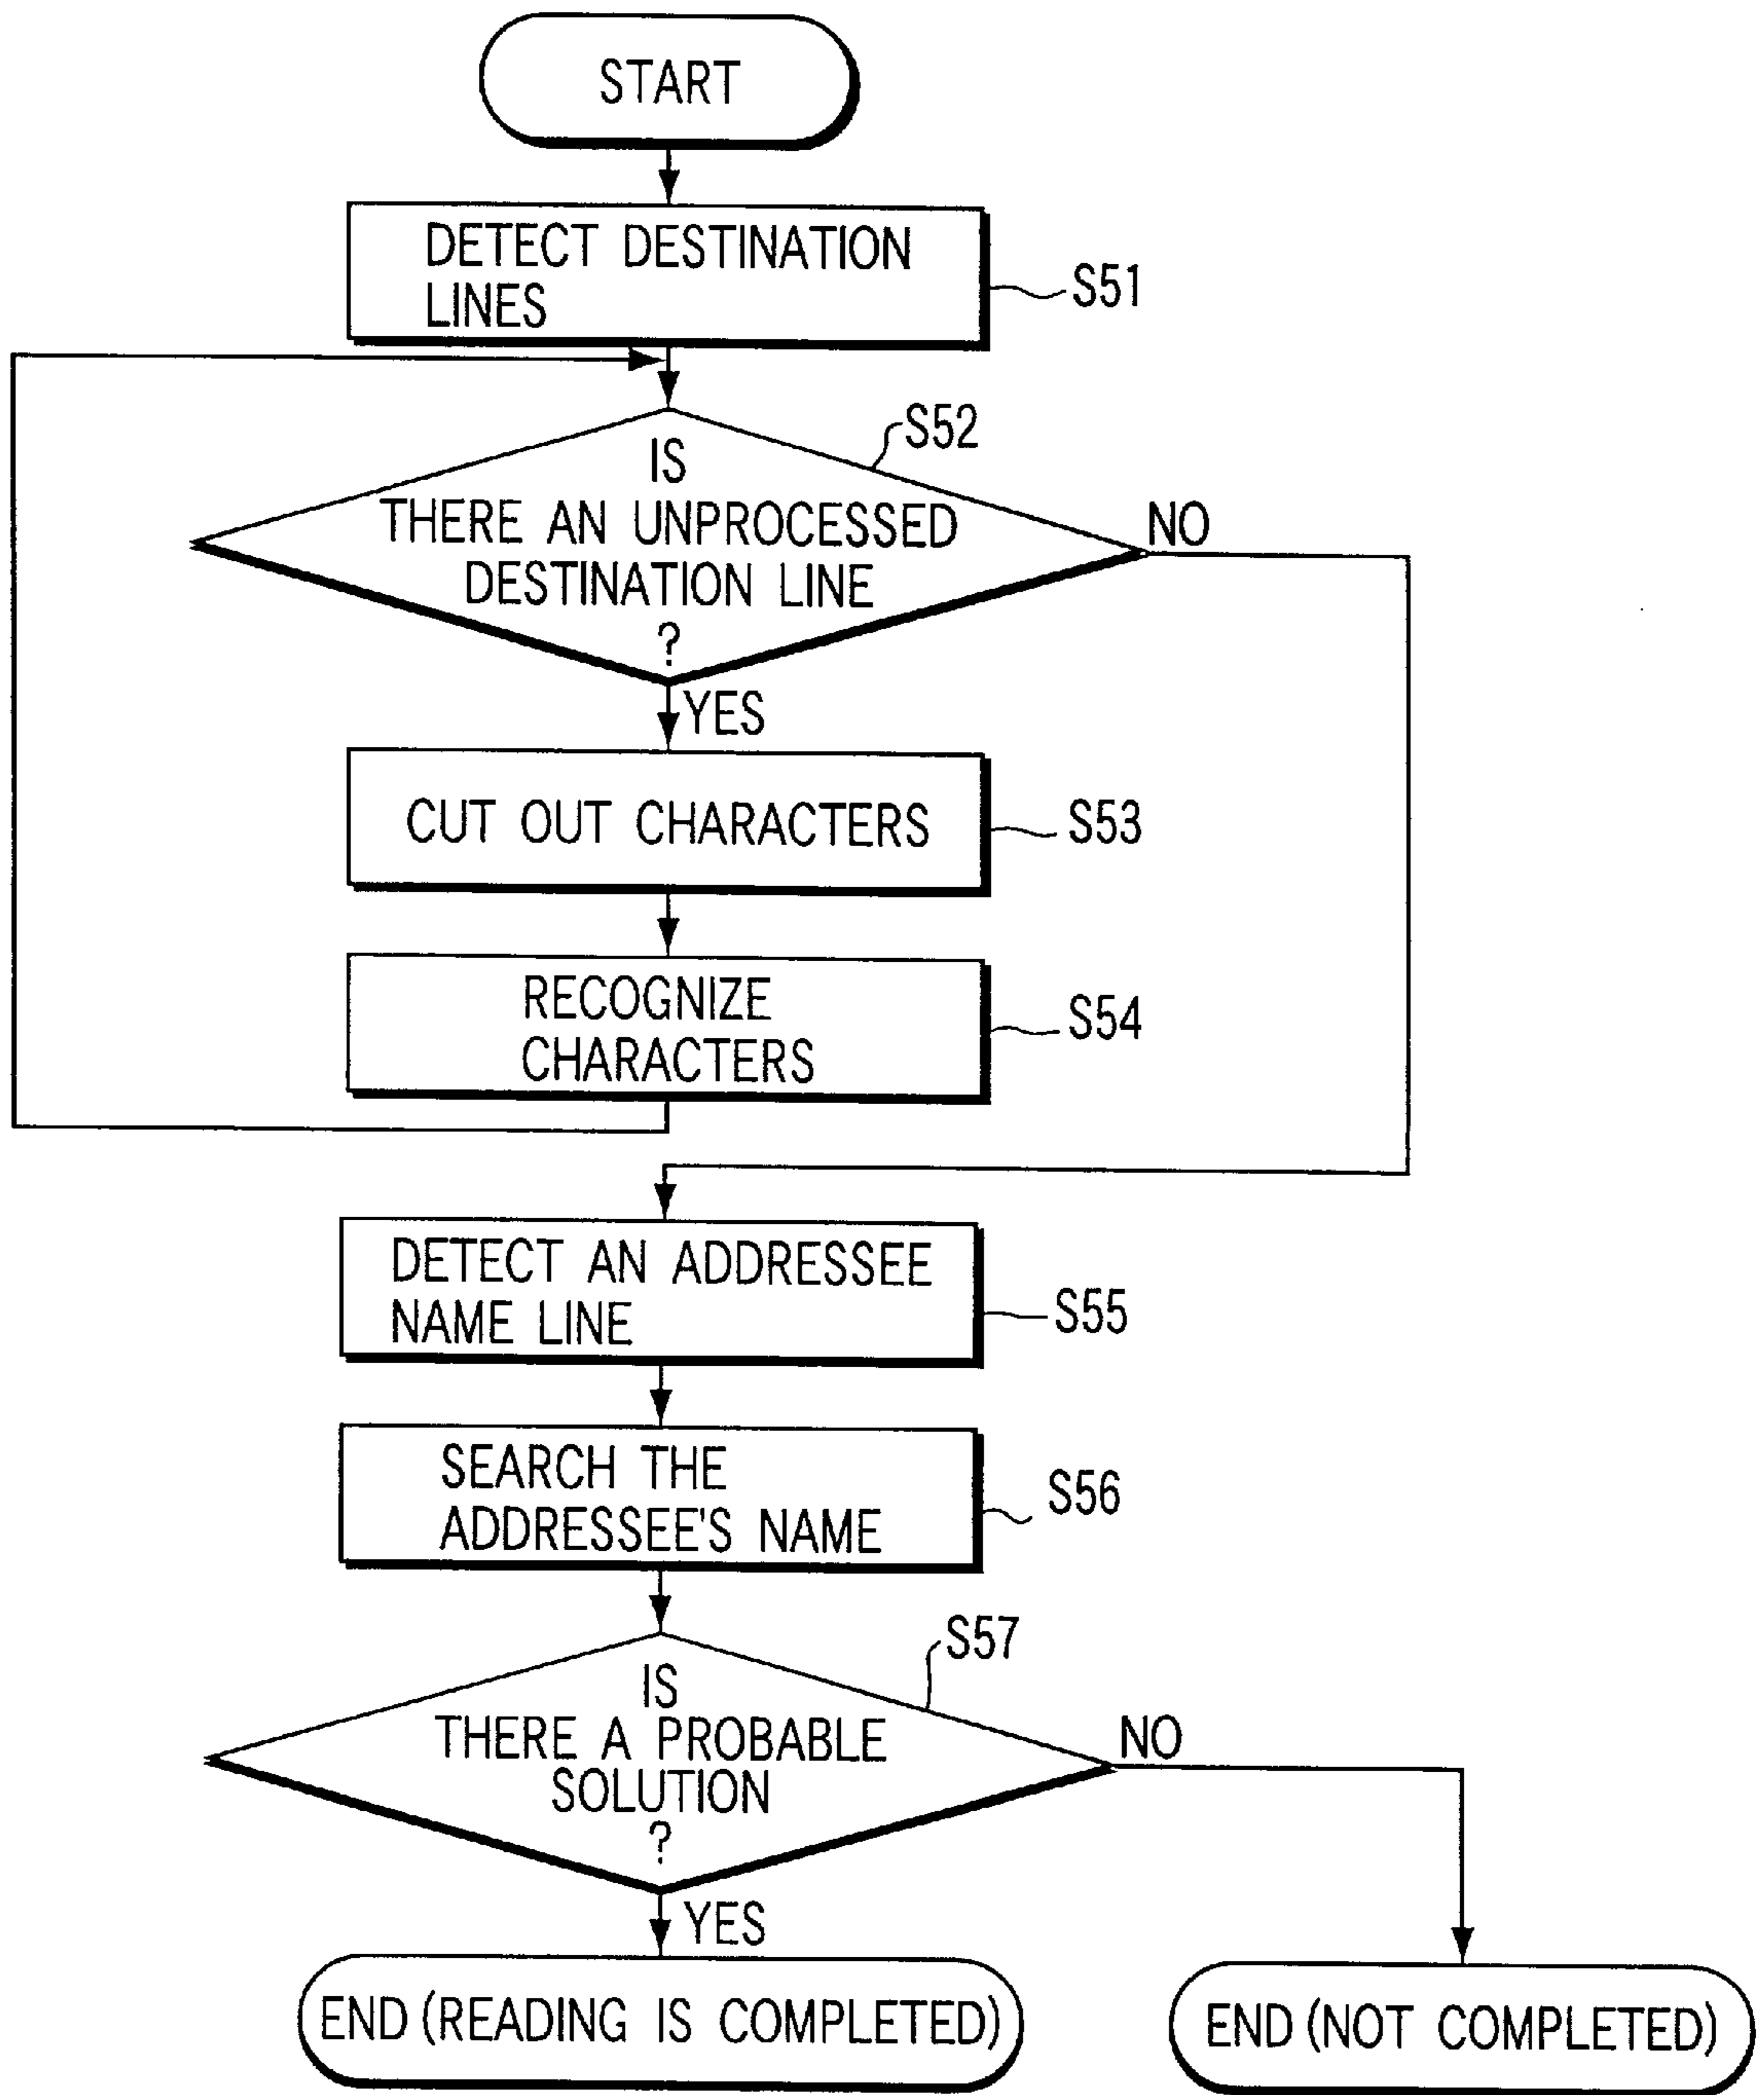 START
DETECT DESTINATION
LINES
S51
S52
IS
THERE AN UNPROCESSED
DESTINATION LINE
?
NO
YES
CUT OUT CHARACTERS
S53
RECOGNIZE
CHARACTERS
S54
DETECT AN ADDRESSEE
NAME LINE
S55
SEARCH THE
ADDRESSEE'S NAME
S56
S57
IS
THERE A PROBABLE
SOLUTION
?
NO
YES
END (READING IS COMPLETED)
END (NOT COMPLETED)